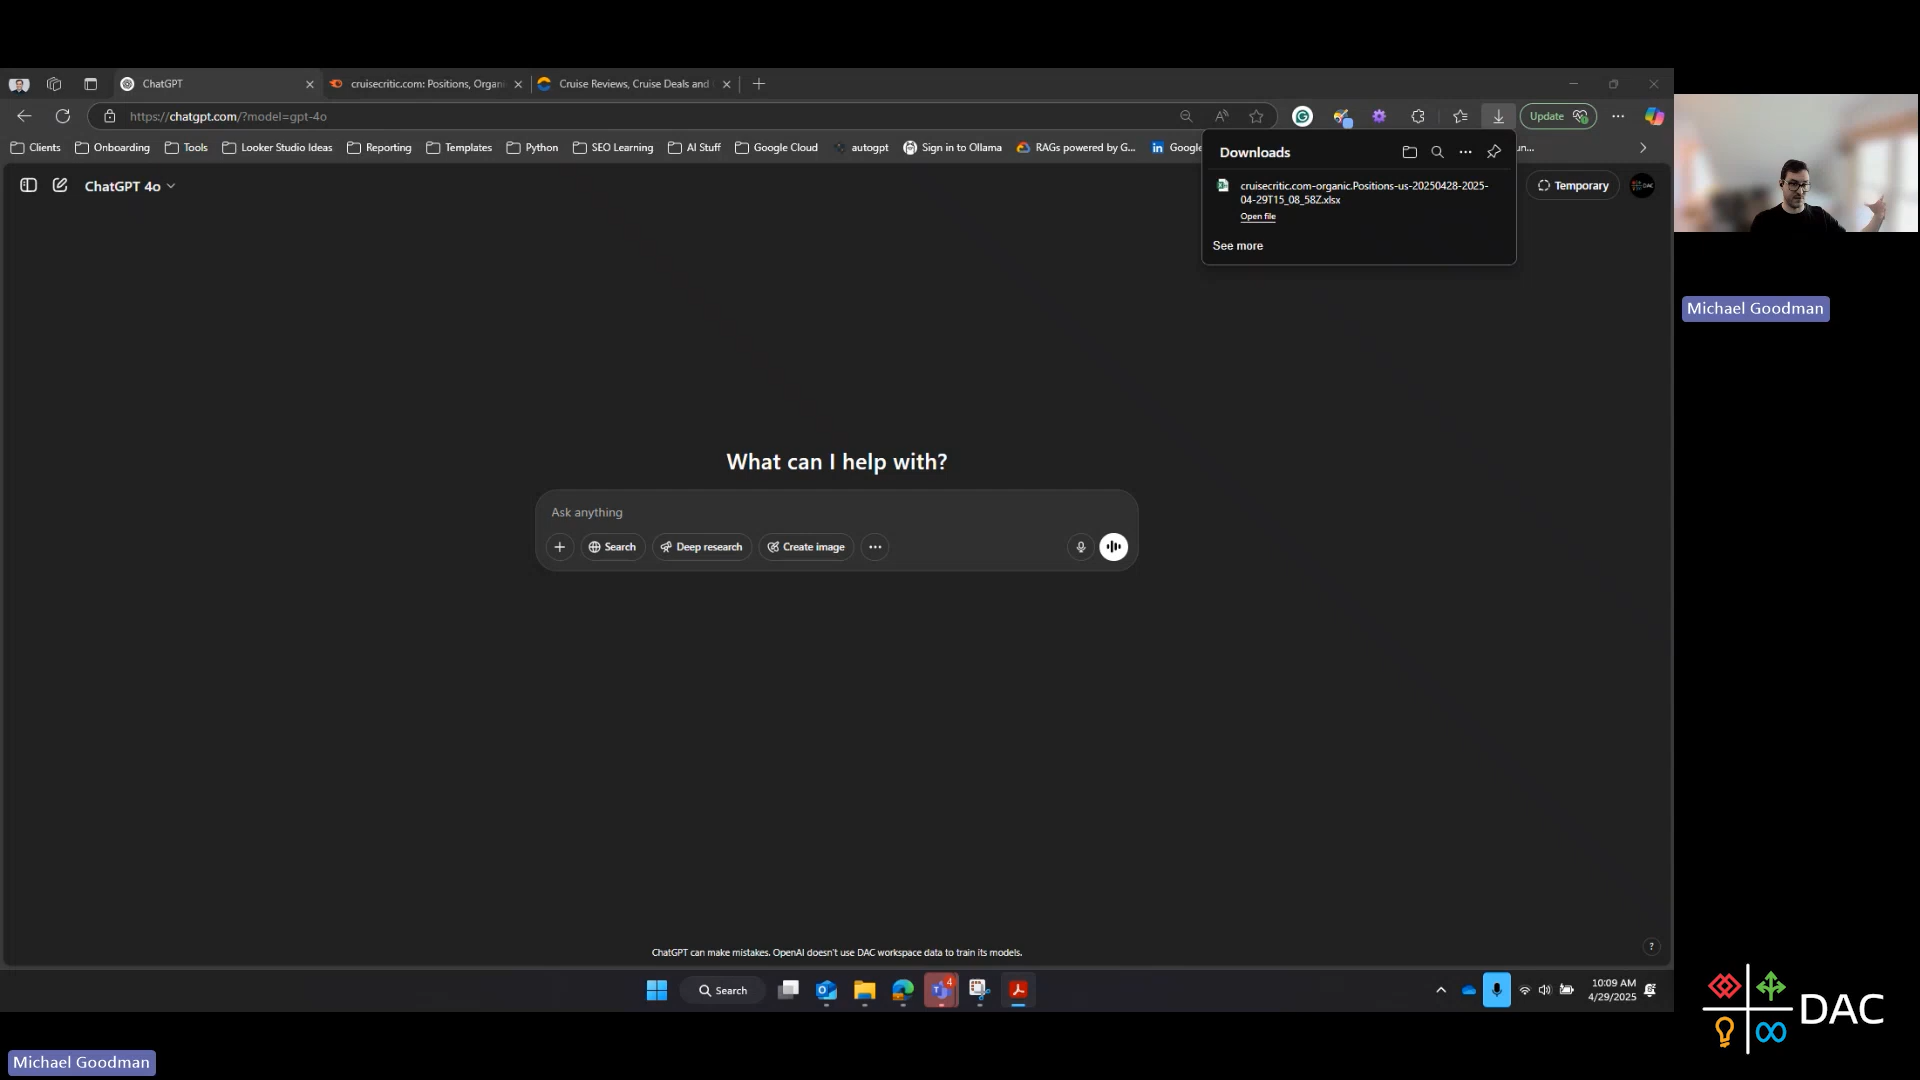 ChatGPT
cruisecritic.com: Positions, Organi
Cruise Reviews, Cruise Deals and
https://chatgpt.com/?model=gpt-4o
Update
Clients
Onboarding
Tools
Looker Studio Ideas
Reporting
Templates
Python
SEO Learning
AI Stuff
Google Cloud
autogpt
Sign in to Ollama
RAGs powered by G...
Google
un...
ChatGPT 4o
Temporary
Downloads
cruisecritic.com-organic.Positions-us-20250428-2025-
04-29T15_08_58Z.xlsx
Open file
See more
Michael Goodman
What can I help with?
Ask anything
Search
Deep research
Create image
ChatGPT can make mistakes. OpenAI doesn't use DAC workspace data to train its models.
?
Search
4
10:09 AM
4/29/2025
DAC
Michael Goodman